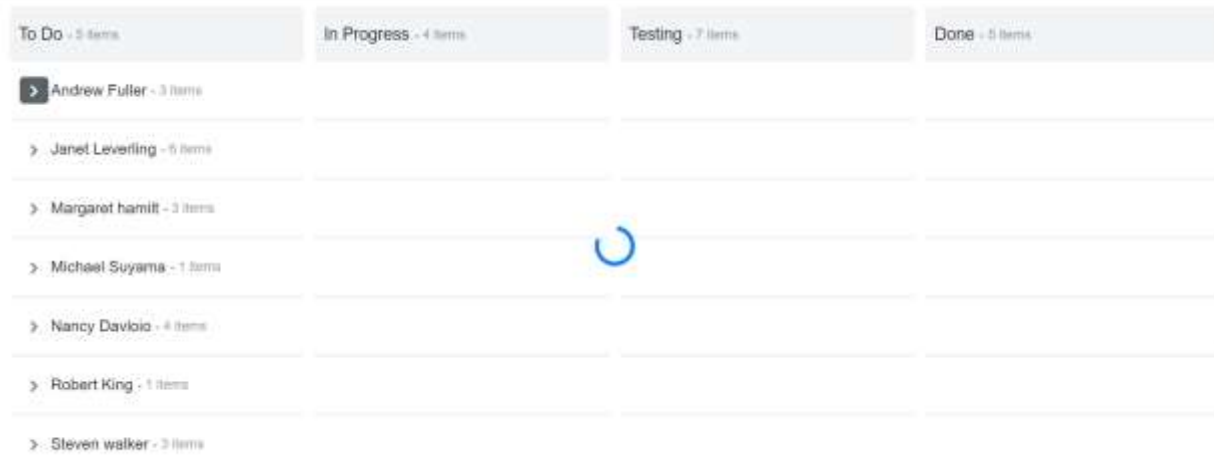 To Do - 5 items
In Progress - 4 items
Testing - 7 items
Done - 5 items
Andrew Fuller - 3 items
Janet Leverling - 6 items
Margaret hamilt - 3 items
Michael Suyama - 1 items
Nancy Davloio - 4 items
Robert King - 1 items
Steven walker - 3 items